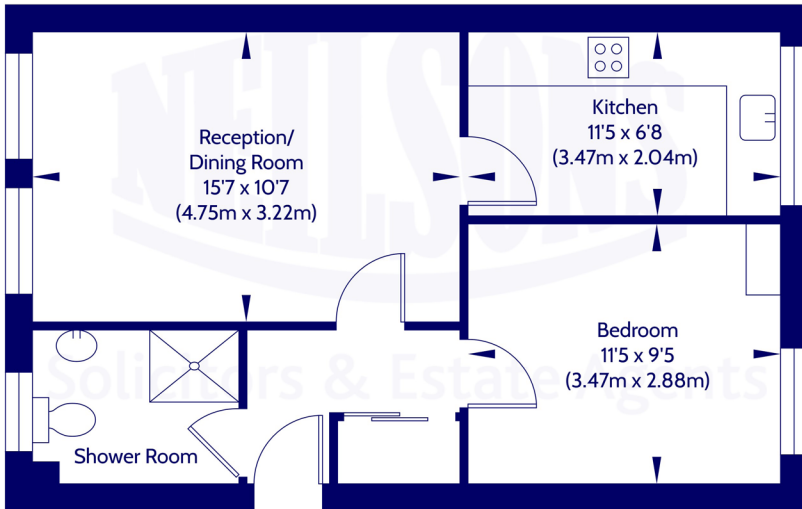 NEILSONS
Reception/
Dining Room
15'7 x 10'7
(4.75m x 3.22m)
Kitchen
11'5 x 6'8
(3.47m x 2.04m)
Bedroom
11'5 x 9'5
(3.47m x 2.88m)
Solicitors & Estate Agents
Shower Room